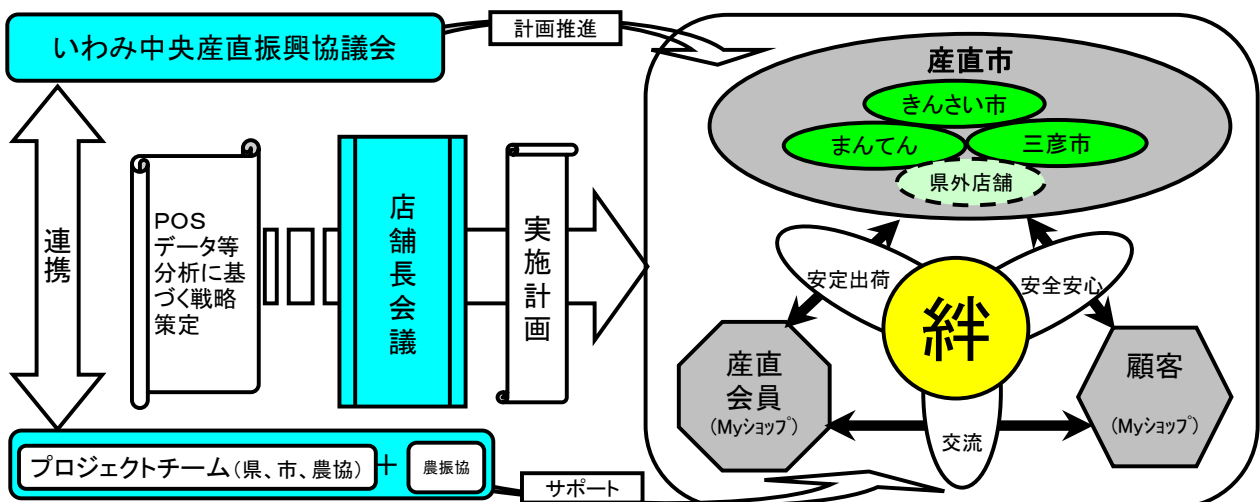 いわみ中央産直振興協議会
計画推進
連携
POS
データ等
分析に基
づく戦略
策定
店舗長会議
実施計画
プロジェクトチーム(県、市、農協)
+
農振協
サポート
産直市
きんさい市
まんてん
三彦市
県外店舗
安定出荷
安全安心
絆
産直
会員
(Myショップ)
顧客
(Myショップ)
交流